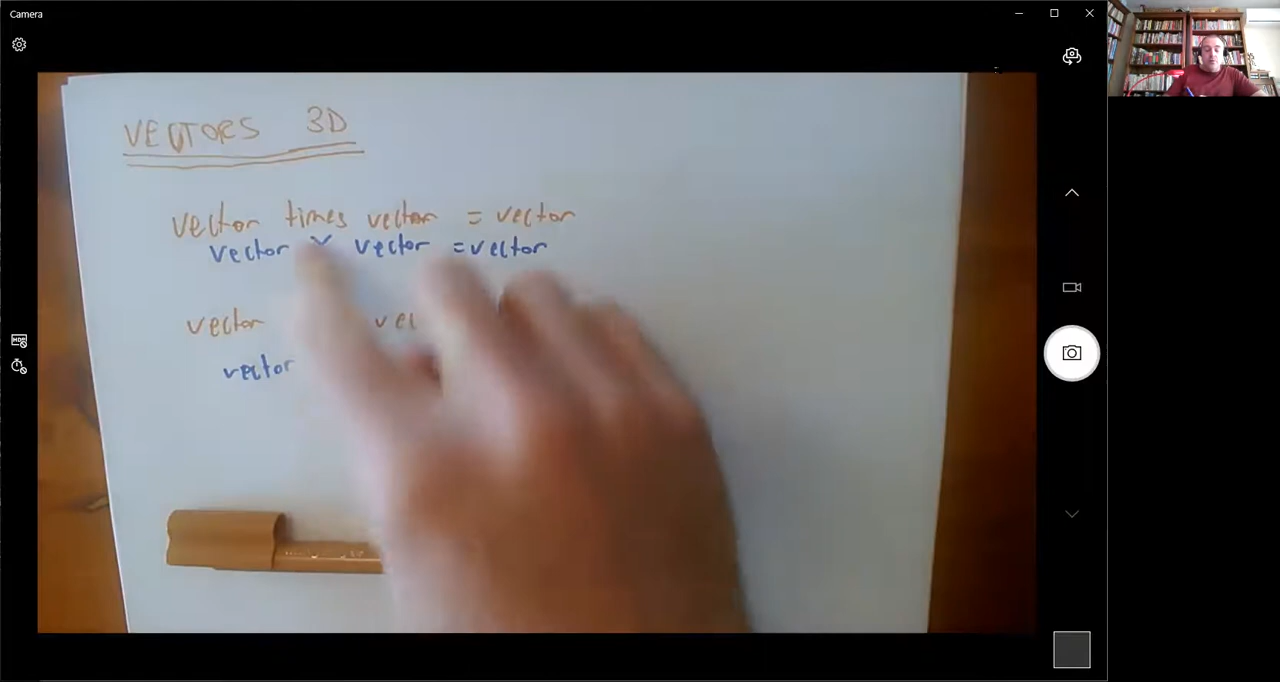 Camera
VECTORS 3D
vector times vector = vector
vector × vector = vector
vector
vector